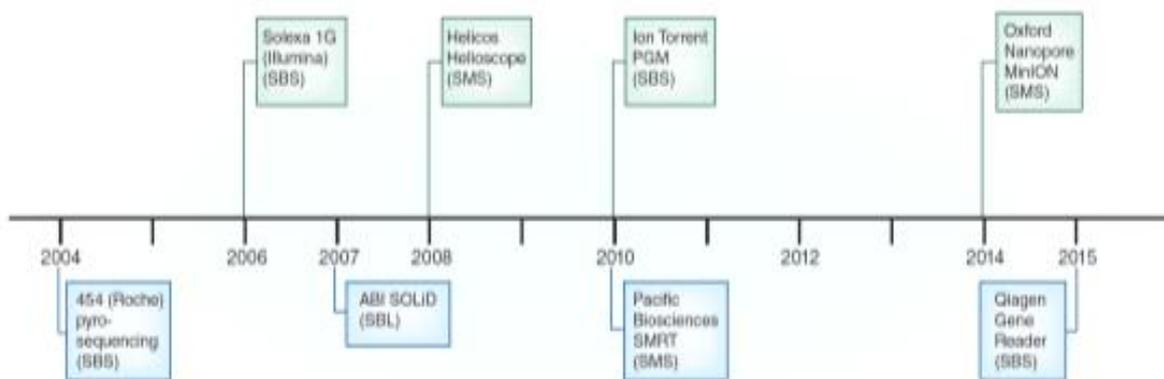 Solexa 1G
(Illumina)
(SBS)
Helicos
Helioscope
(SMS)
Ion Torrent
PGM
(SBS)
Oxford
Nanopore
MinION
(SMS)
2004
2006
2007
2008
2010
2012
2014
2015
454 (Roche)
pyro-
sequencing
(SBS)
ABI SOLiD
(SBL)
Pacific
Biosciences
SMRT
(SMS)
Qiagen
Gene
Reader
(SBS)